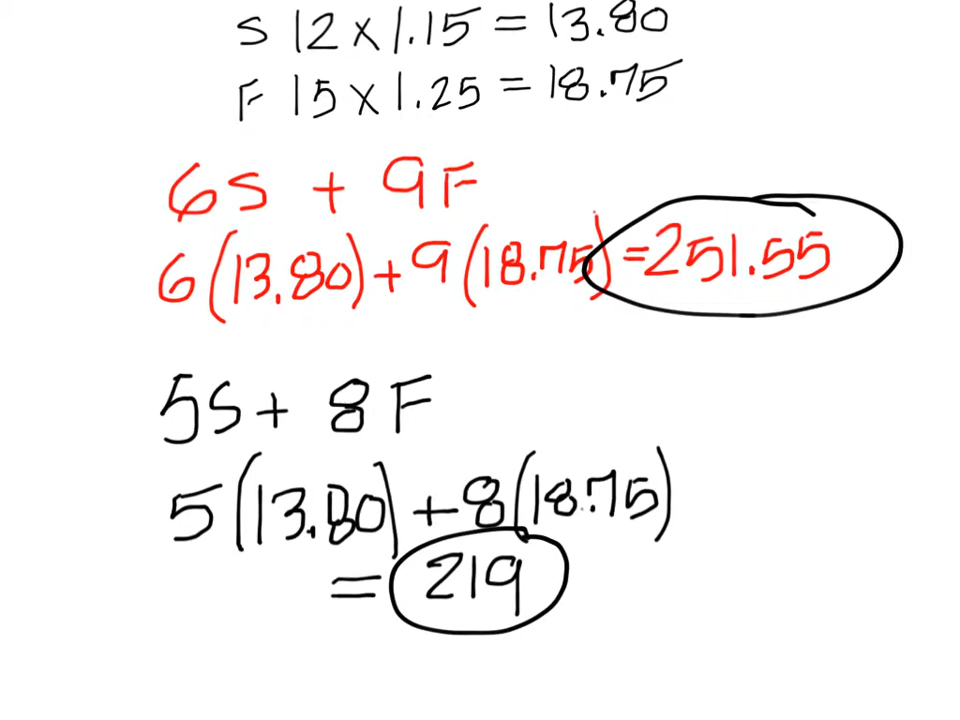 S 12 x 1.15 = 13.80
F 15 x 1.25 = 18.75
6S + 9F
6(13.80)+9(18.75)=251.55
5S+ 8F
5(13.80)+8(18.75)
= 219